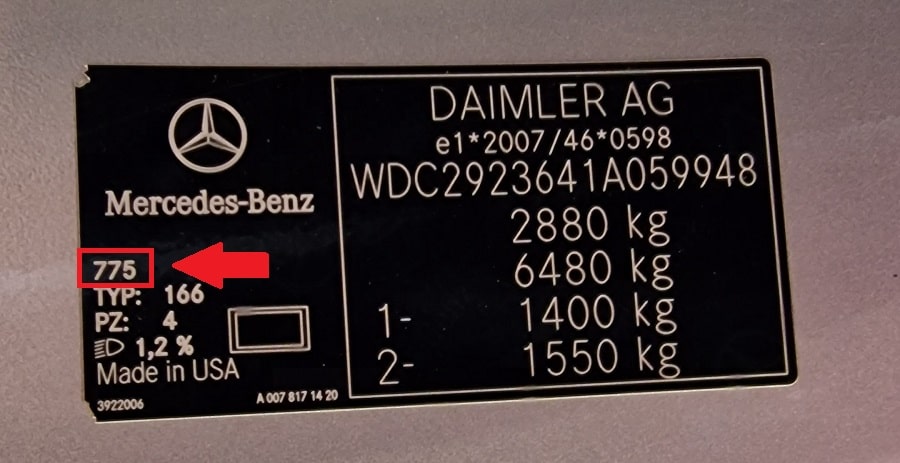 Mercedes-Benz
775
TYP: 166
PZ: 4
1,2 %
Made in USA
3922006
A 007 817 14 20
DAIMLER AG
e1*2007/46*0598
WDC2923641A059948
2880 kg
6480 kg
1- 1400 kg
2- 1550 kg